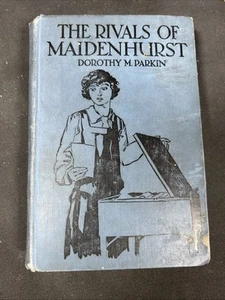 THE RIVALS OF
MAIDENHURST
DOROTHY M. PARKIN